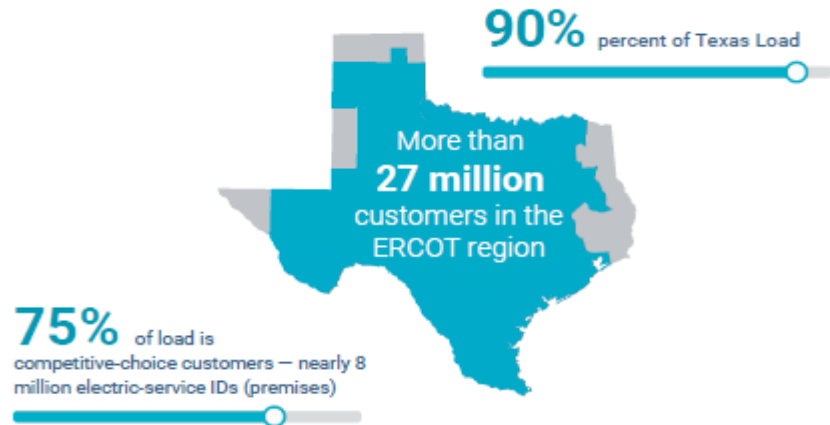 90% percent of Texas Load
More than
27 million
customers in the
ERCOT region
75% of load is
competitive-choice customers — nearly 8
million electric-service IDs (premises)